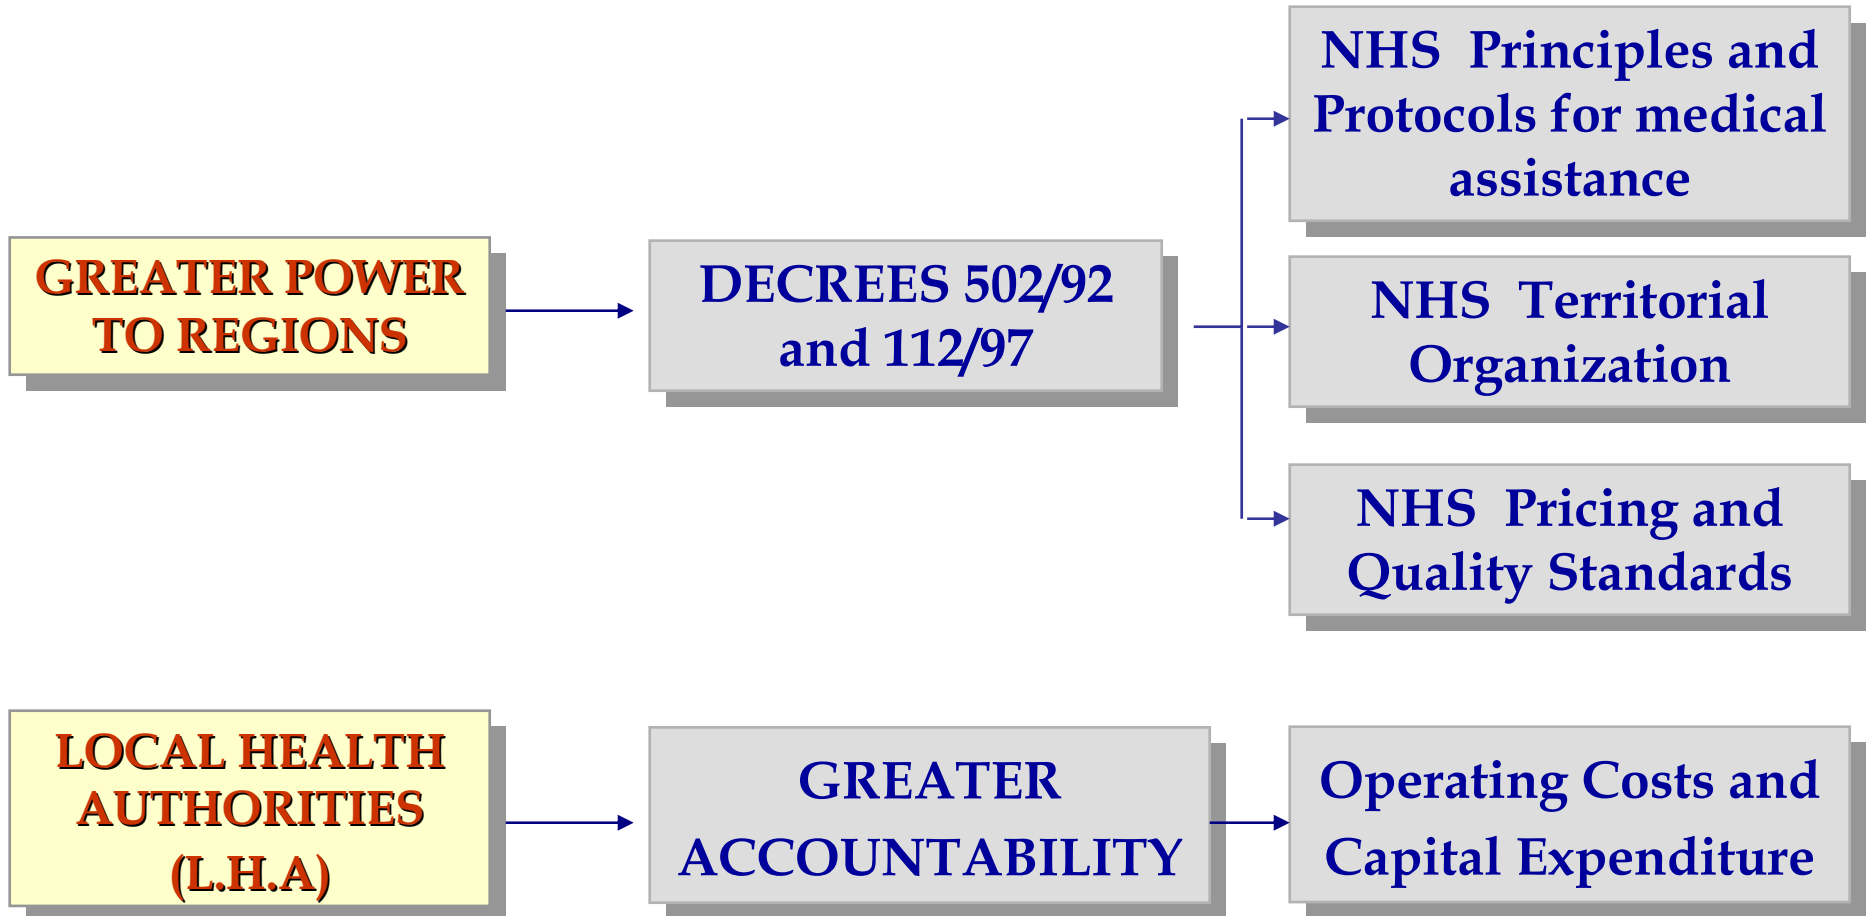 GREATER POWER
TO REGIONS
DECREES 502/92
and 112/97
NHS Principles and
Protocols for medical
assistance
NHS Territorial
Organization
NHS Pricing and
Quality Standards
LOCAL HEALTH
AUTHORITIES
(L.H.A)
GREATER
ACCOUNTABILITY
Operating Costs and
Capital Expenditure